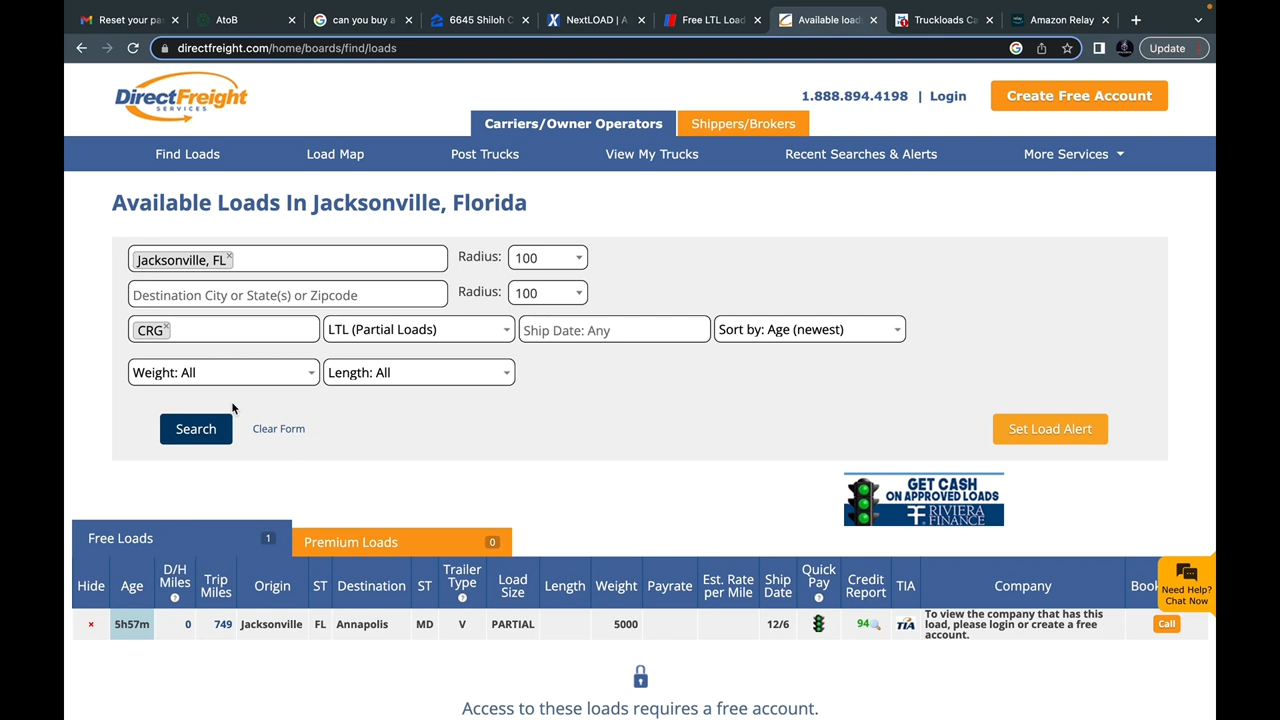 Reset your pas
AtoB
can you buy a
6645 Shiloh C
NextLOAD | A
Free LTL Load
Available load
Truckloads Ca
Amazon Relay
directfreight.com/home/boards/find/loads
Update
DirectFreight
SERVICES
1.888.894.4198 | Login
Create Free Account
Carriers/Owner Operators
Shippers/Brokers
Find Loads
Load Map
Post Trucks
View My Trucks
Recent Searches & Alerts
More Services
Available Loads In Jacksonville, Florida
Jacksonville, FL
Radius: 100
Destination City or State(s) or Zipcode
Radius: 100
CRG
LTL (Partial Loads)
Ship Date: Any
Sort by: Age (newest)
Weight: All
Length: All
Search
Clear Form
Set Load Alert
GET CASH
ON APPROVED LOADS
RIVIERA
FINANCE
Free Loads 1
Premium Loads 0
Hide
Age
D/H Miles
Trip Miles
Origin
ST
Destination
ST
Trailer Type
Load Size
Length
Weight
Payrate
Est. Rate per Mile
Ship Date
Quick Pay
Credit Report
TIA
Company
Need Help?
Chat Now
5h57m 0 749 Jacksonville FL Annapolis MD V PARTIAL 5000 12/6 94 TIA
To view the company that has this
load, please login or create a free
account.
Call
Access to these loads requires a free account.